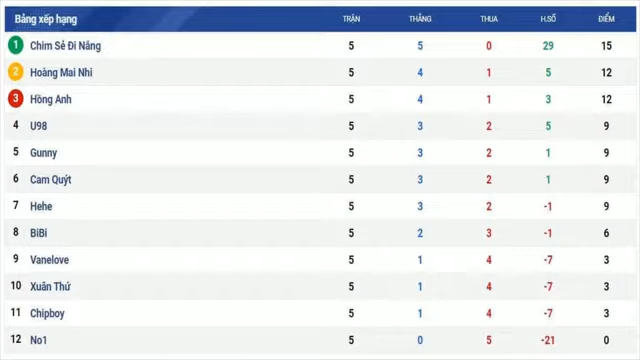 Bảng xếp hạng TRẬN THẮNG THUA H.SỐ ĐIỂM
1 Chim Sẻ Đi Nắng 5 5 0 29 15
2 Hoàng Mai Nhi 5 4 1 5 12
3 Hồng Anh 5 4 1 3 12
4 U98 5 3 2 5 9
5 Gunny 5 3 2 1 9
6 Cam Quýt 5 3 2 1 9
7 Hehe 5 3 2 -1 9
8 BiBi 5 2 3 -1 6
9 Vanelove 5 1 4 -7 3
10 Xuân Thứ 5 1 4 -7 3
11 Chipboy 5 1 4 -7 3
12 No1 5 0 5 -21 0